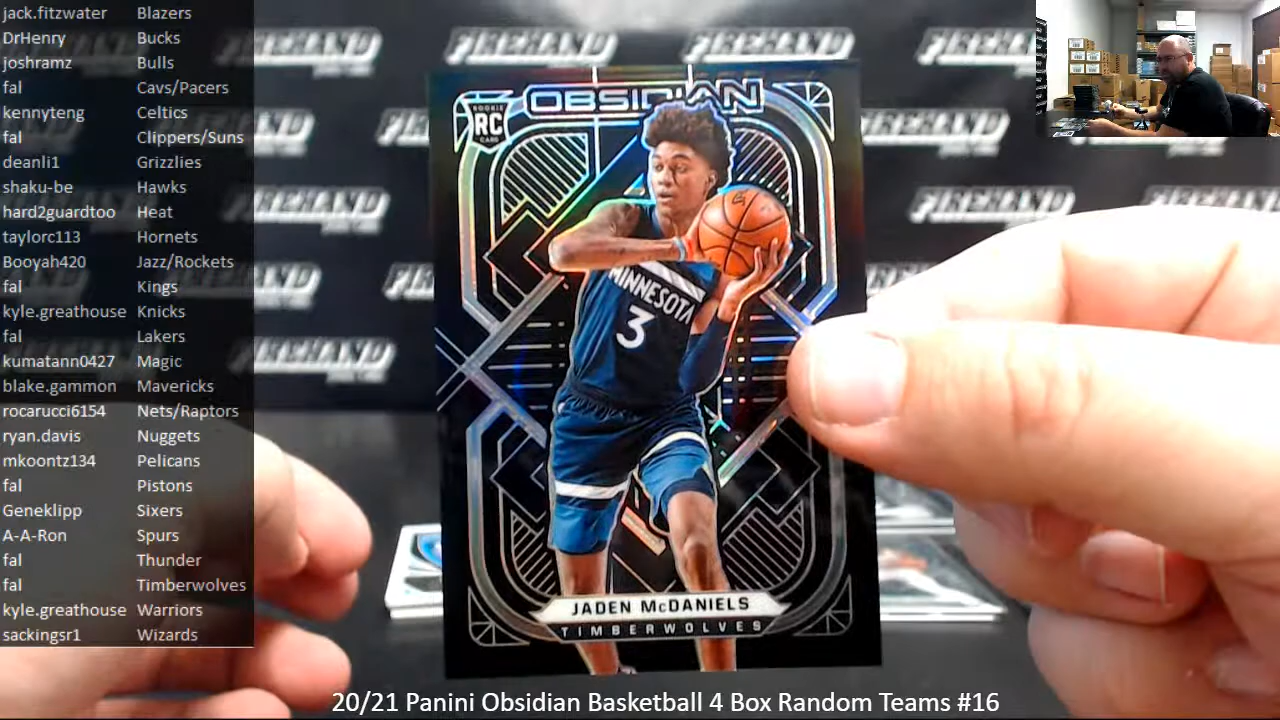 jack.fitzwater Blazers
DrHenry Bucks
joshramz Bulls
fal Cavs/Pacers
kennyteng Celtics
fal Clippers/Suns
deanli1 Grizzlies
shaku-be Hawks
hard2guardtoo Heat
taylorc113 Hornets
Booyah420 Jazz/Rockets
fal Kings
kyle.greathouse Knicks
fal Lakers
kumatann0427 Magic
blake.gammon Mavericks
rocarucci6154 Nets/Raptors
ryan.davis Nuggets
mkoontz134 Pelicans
fal Pistons
Geneklipp Sixers
A-A-Ron Spurs
fal Thunder
fal Timberwolves
kyle.greathouse Warriors
sackingsr1 Wizards
FIREHAND FIREHAND FIREHAND
OBSIDIAN
ROOKIE
RC
CARD
MINNESOTA
3
JADEN McDANIELS
TIMBERWOLVES
20/21 Panini Obsidian Basketball 4 Box Random Teams #16